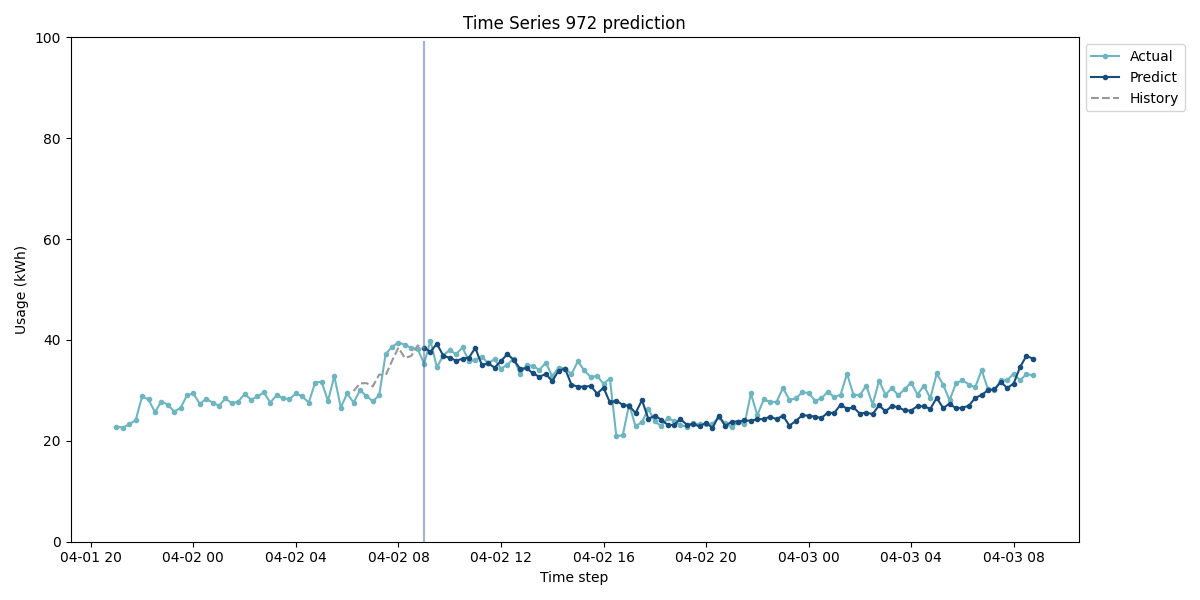 Time Series 972 prediction
100
80
60
40
20
0
Usage (kWh)
04-01 20 04-02 00 04-02 04 04-02 08 04-02 12 04-02 16 04-02 20 04-03 00 04-03 04 04-03 08
Time step
Actual
Predict
History